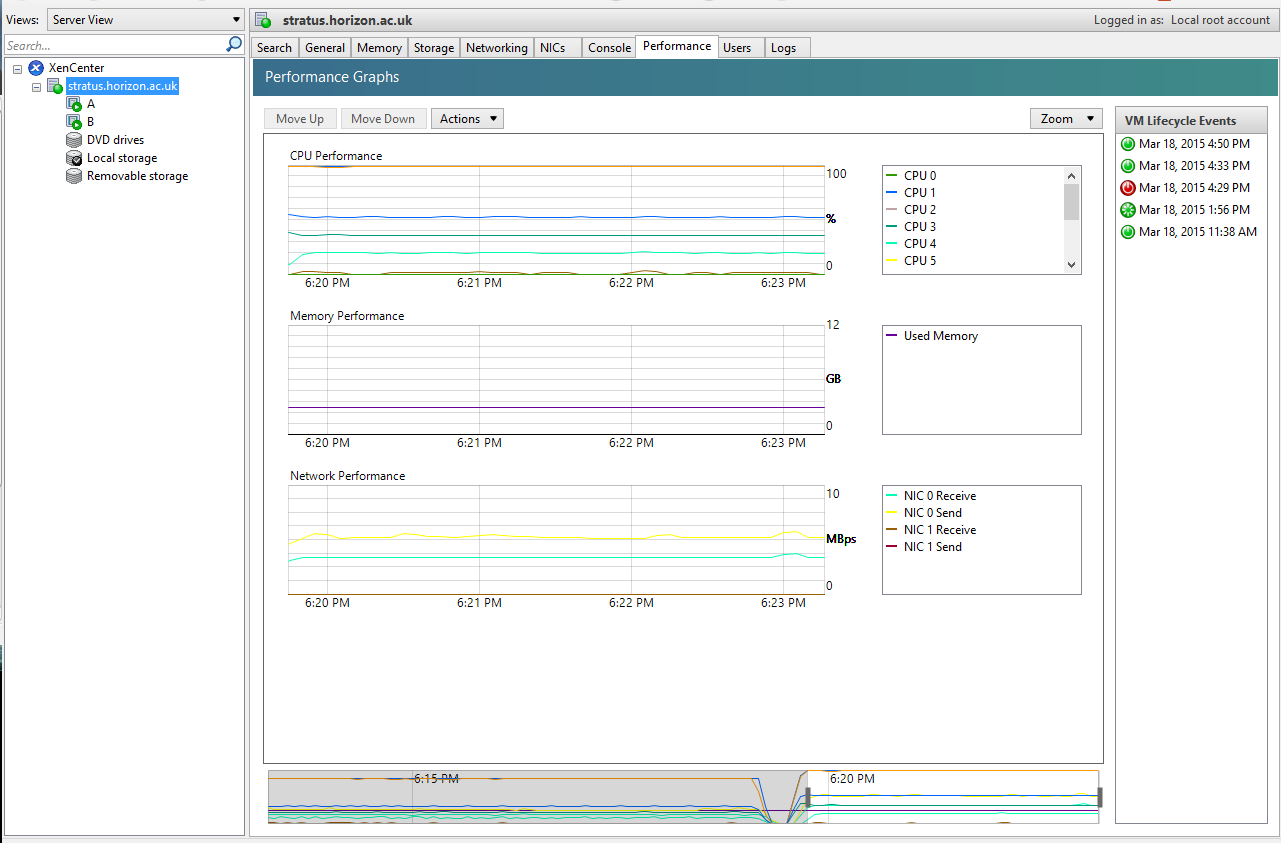 Views: Server View
stratus.horizon.ac.uk
Logged in as: Local root account
Search...
Search General Memory Storage Networking NICs Console Performance Users Logs
XenCenter
stratus.horizon.ac.uk
A
B
DVD drives
Local storage
Removable storage
Performance Graphs
Move Up Move Down Actions Zoom
CPU Performance
100
%
0
6:20 PM 6:21 PM 6:22 PM 6:23 PM
CPU 0
CPU 1
CPU 2
CPU 3
CPU 4
CPU 5
Memory Performance
12
GB
0
6:20 PM 6:21 PM 6:22 PM 6:23 PM
Used Memory
Network Performance
10
MBps
0
6:20 PM 6:21 PM 6:22 PM 6:23 PM
NIC 0 Receive
NIC 0 Send
NIC 1 Receive
NIC 1 Send
6:15 PM 6:20 PM
VM Lifecycle Events
Mar 18, 2015 4:50 PM
Mar 18, 2015 4:33 PM
Mar 18, 2015 4:29 PM
Mar 18, 2015 1:56 PM
Mar 18, 2015 11:38 AM